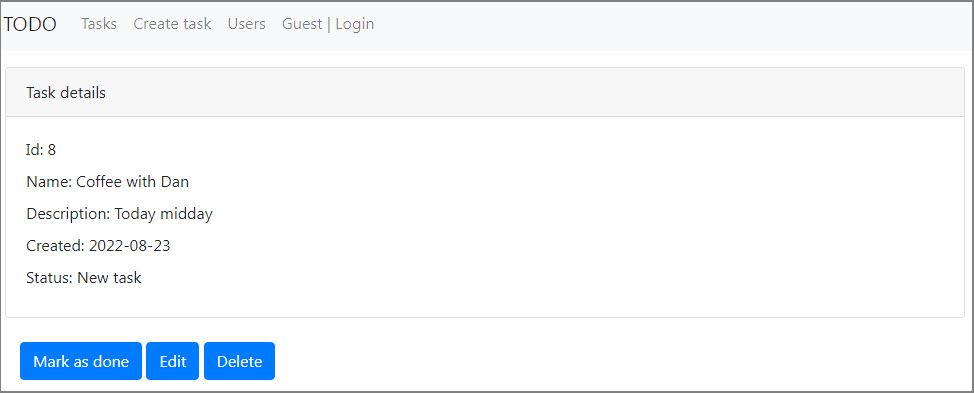 TODO Tasks Create task Users Guest | Login
Task details
Id: 8
Name: Coffee with Dan
Description: Today midday
Created: 2022-08-23
Status: New task
Mark as done Edit Delete